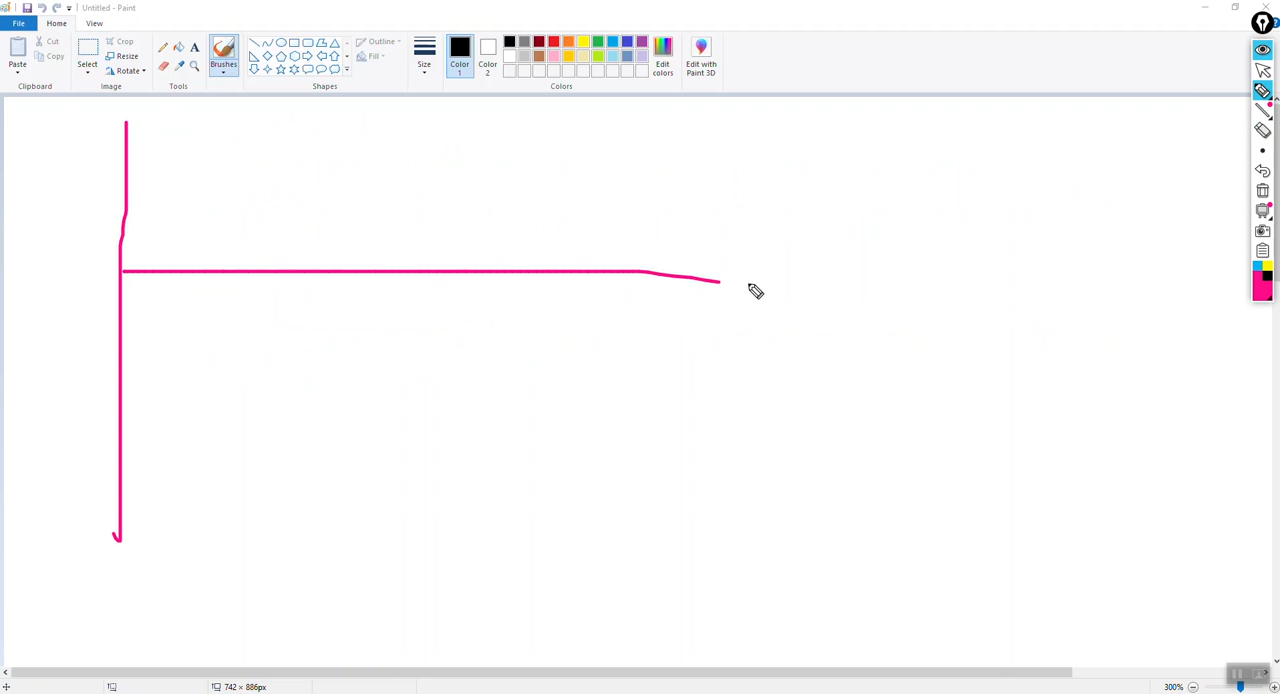 Untitled - Paint
File
Home
View
Paste
Cut
Copy
Clipboard
Select
Crop
Resize
Rotate
Image
A
Tools
Brushes
Outline
Fill
Shapes
Size
Color 1
Color 2
Edit colors
Edit with Paint 3D
Colors
742 × 886px
300%